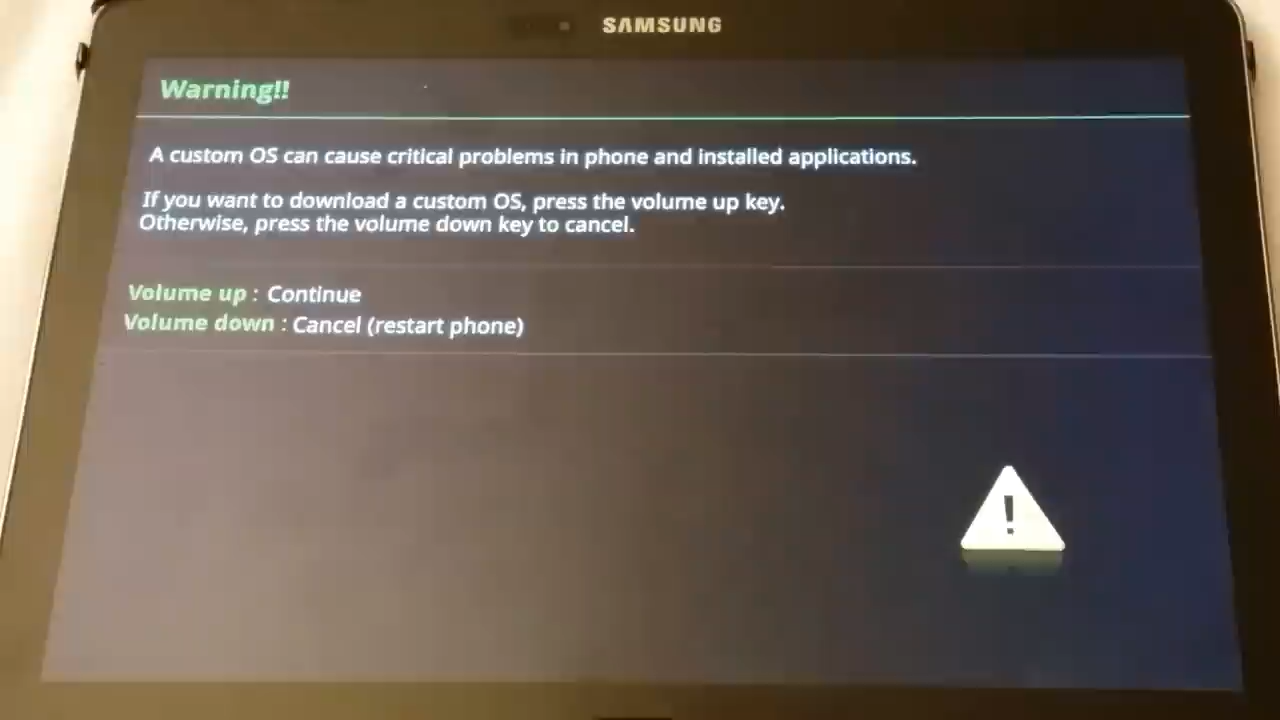 SAMSUNG
Warning!!
A custom OS can cause critical problems in phone and installed applications.
If you want to download a custom OS, press the volume up key.
Otherwise, press the volume down key to cancel.
Volume up : Continue
Volume down : Cancel (restart phone)
!